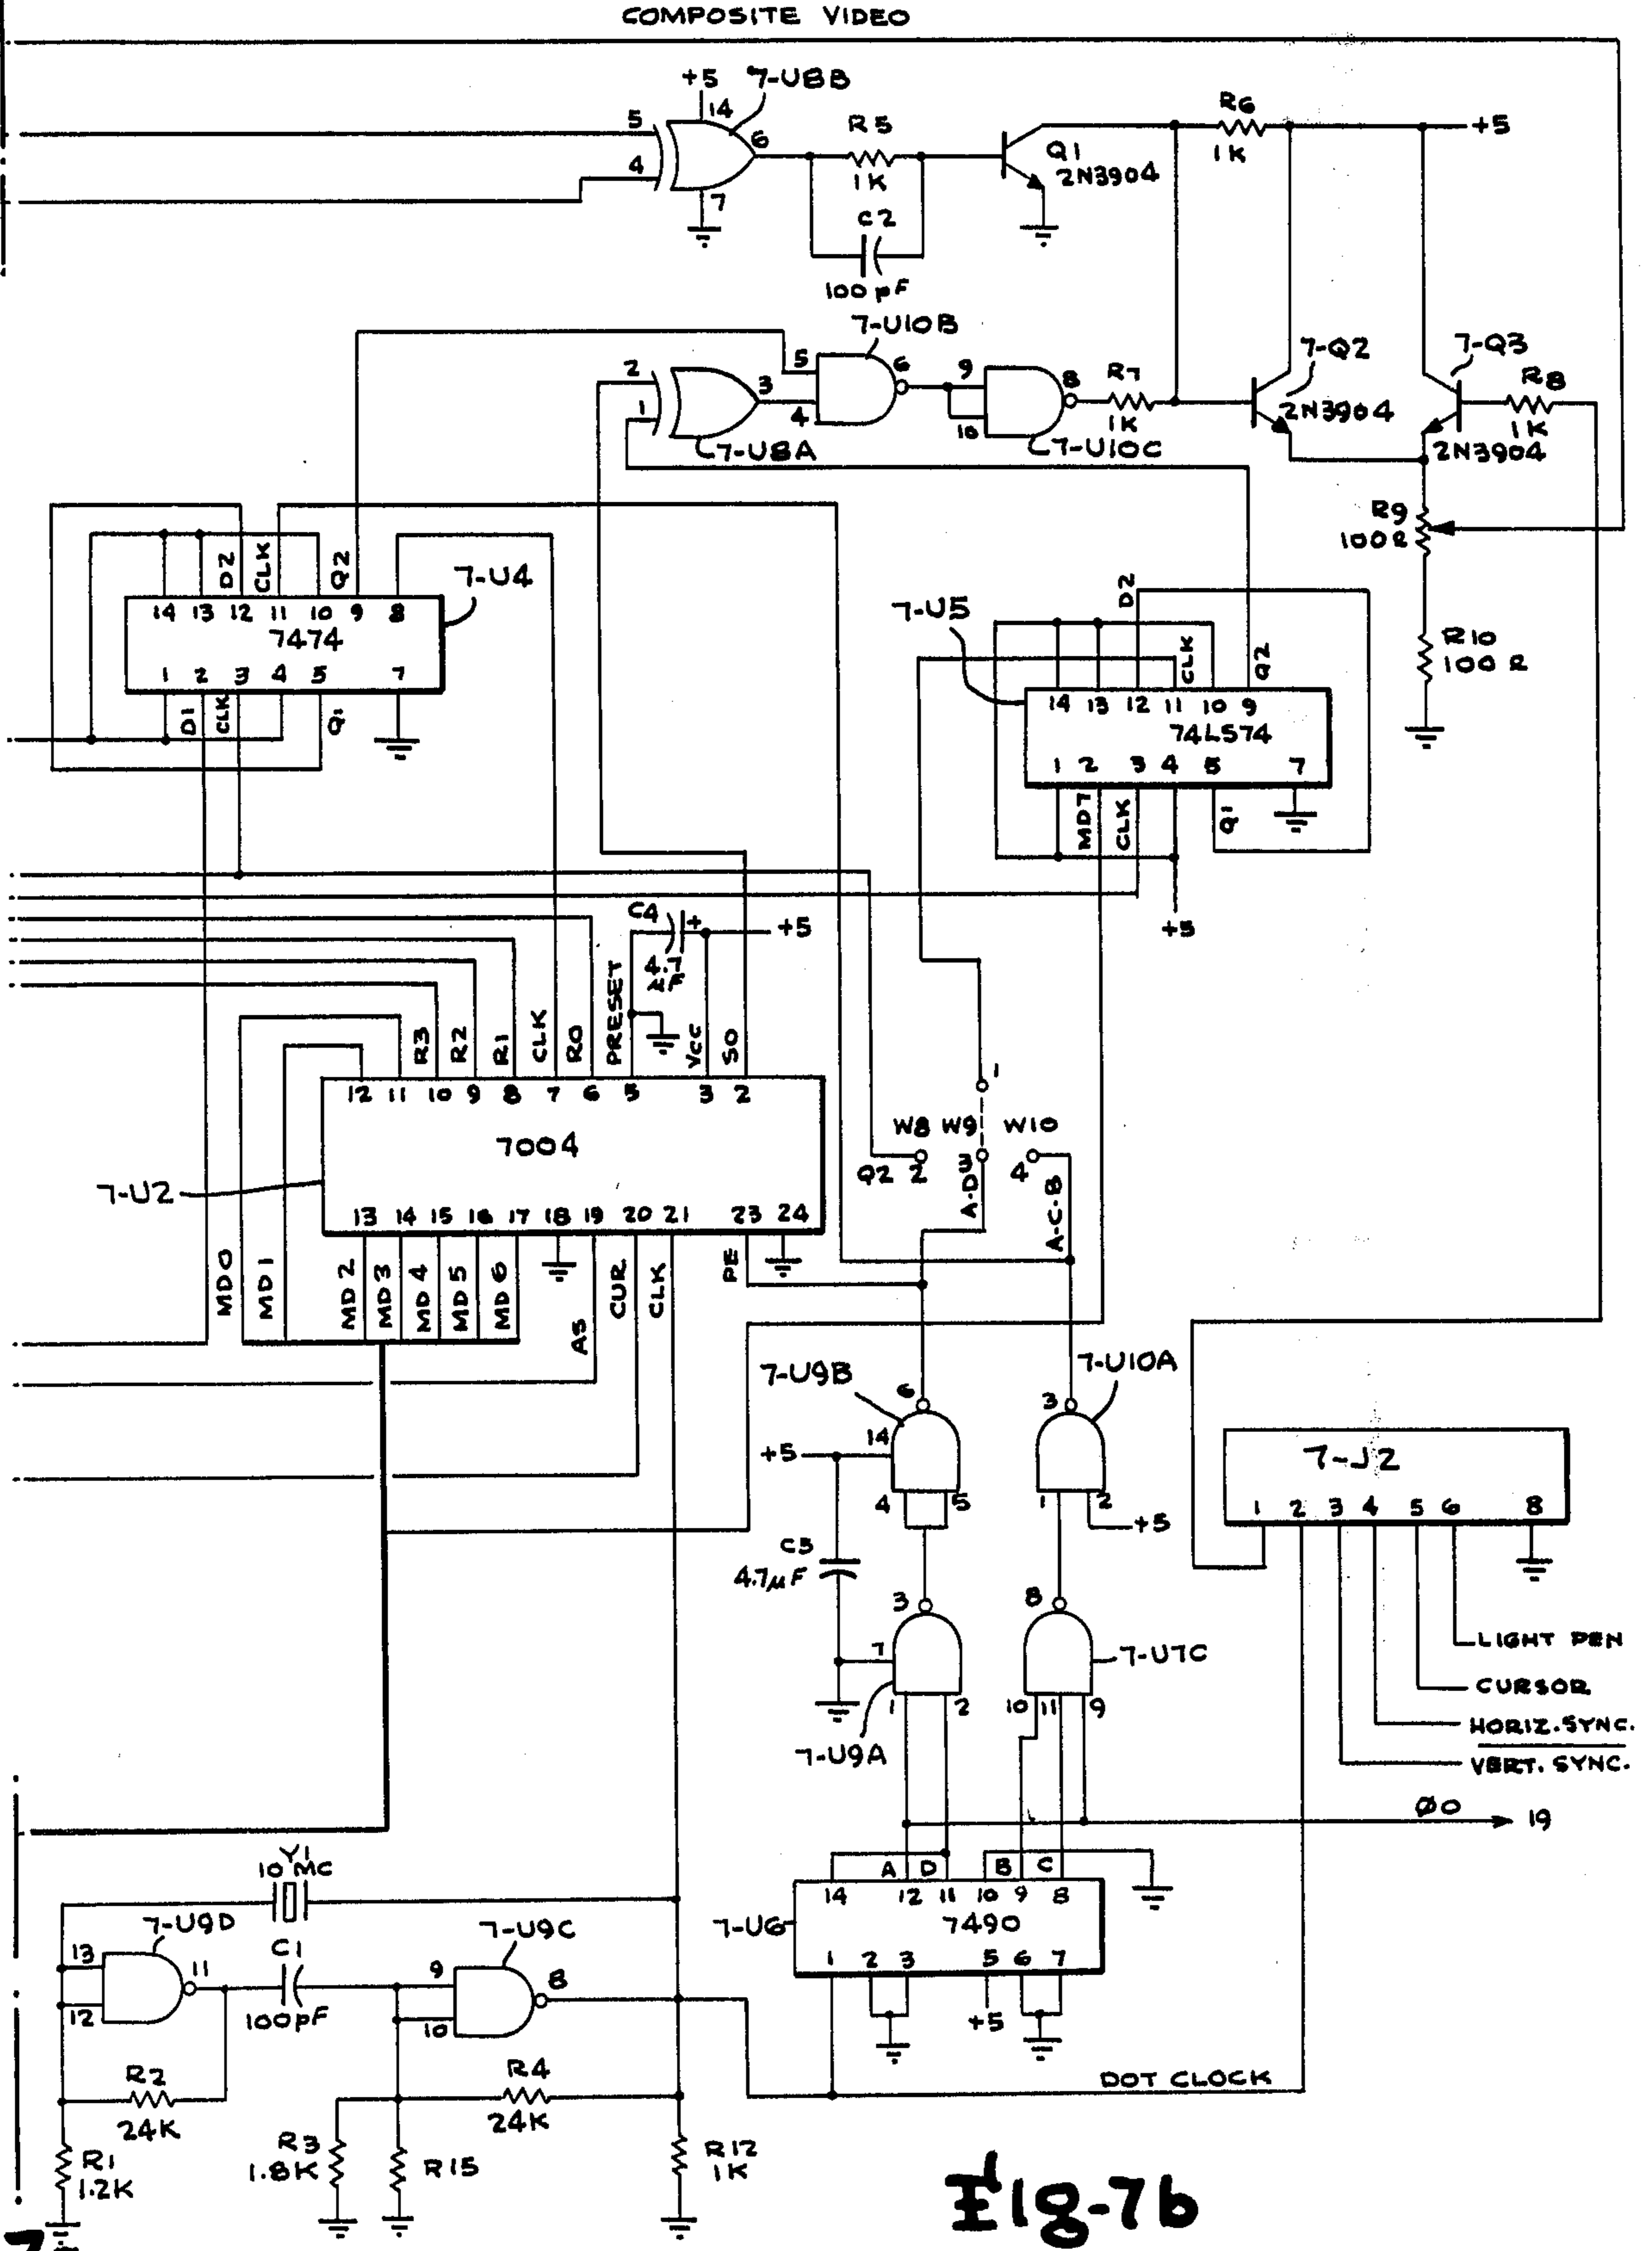 COMPOSITE VIDEO
+5 7-U8B
14
5 6
4
7
R5
1K
C2
100 pF
Q1
2N3904
R6
1K
+5
7-U10B
2 3
1
7-U8A
5 6
4
9 8
10
7-U10C
R7
1K
7-Q2
2N3904
7-Q3
2N3904
R8
1K
R9
100Ω
R10
100 Ω
D2 CLK Q2
14 13 12 11 10 9 8
7474
1 2 3 4 5 7
D1 CLK Q1
7-U4
7-U5
D2 CLK Q2
14 13 12 11 10 9
74LS74
1 2 3 4 5 7
MD7 CLK Q1
+5
C4 +
4.7
µF
+5
R3 R2 R1 CLK R0 PRESET Vcc SO
12 11 10 9 8 7 6 5 3 2
7004
7-U2
13 14 15 16 17 18 19 20 21 23 24
MD0 MD1 MD2 MD3 MD4 MD5 MD6 AS CUR CLK PE
1
W8 W9 W10
Q2 2 3 4
A-D A-C-B
7-U9B
6
14
+5
4 5
7-U10A
3
1 2
+5
C3
4.7µF
3
7
1 2
7-U9A
8
7-U7C
10 11 9
7-J2
1 2 3 4 5 6 8
LIGHT PEN
CURSOR
HORIZ. SYNC.
VERT. SYNC.
Ø0 19
A D B C
14 12 11 10 9 8
7-U6
7490
1 2 3 5 6 7
+5
DOT CLOCK
Y1
10 MC
7-U9D
13 11
12
C1
100pF
7-U9C
9 8
10
R2
24K
R4
24K
R1
1.2K
R3
1.8K
R15
R12
1K
Fig-7b